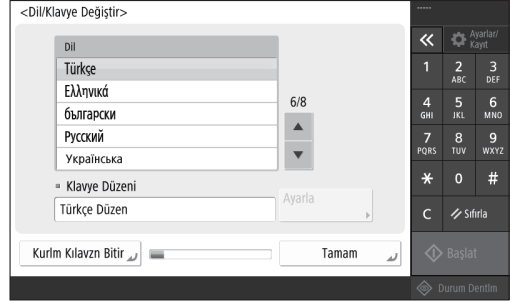 <Dil/Klavye Değiştir>
Dil
Türkçe
Ελληνικά
български
Русский
Українська
6/8
Klavye Düzeni
Türkçe Düzen
Ayarla
Kurlm Kılavzn Bitir
Tamam
-----
Ayarlar/
Kayıt
1
2 ABC
3 DEF
4 GHI
5 JKL
6 MNO
7 PQRS
8 TUV
9 WXYZ
* 0 #
C
Sıfırla
Başlat
Durum Dentim